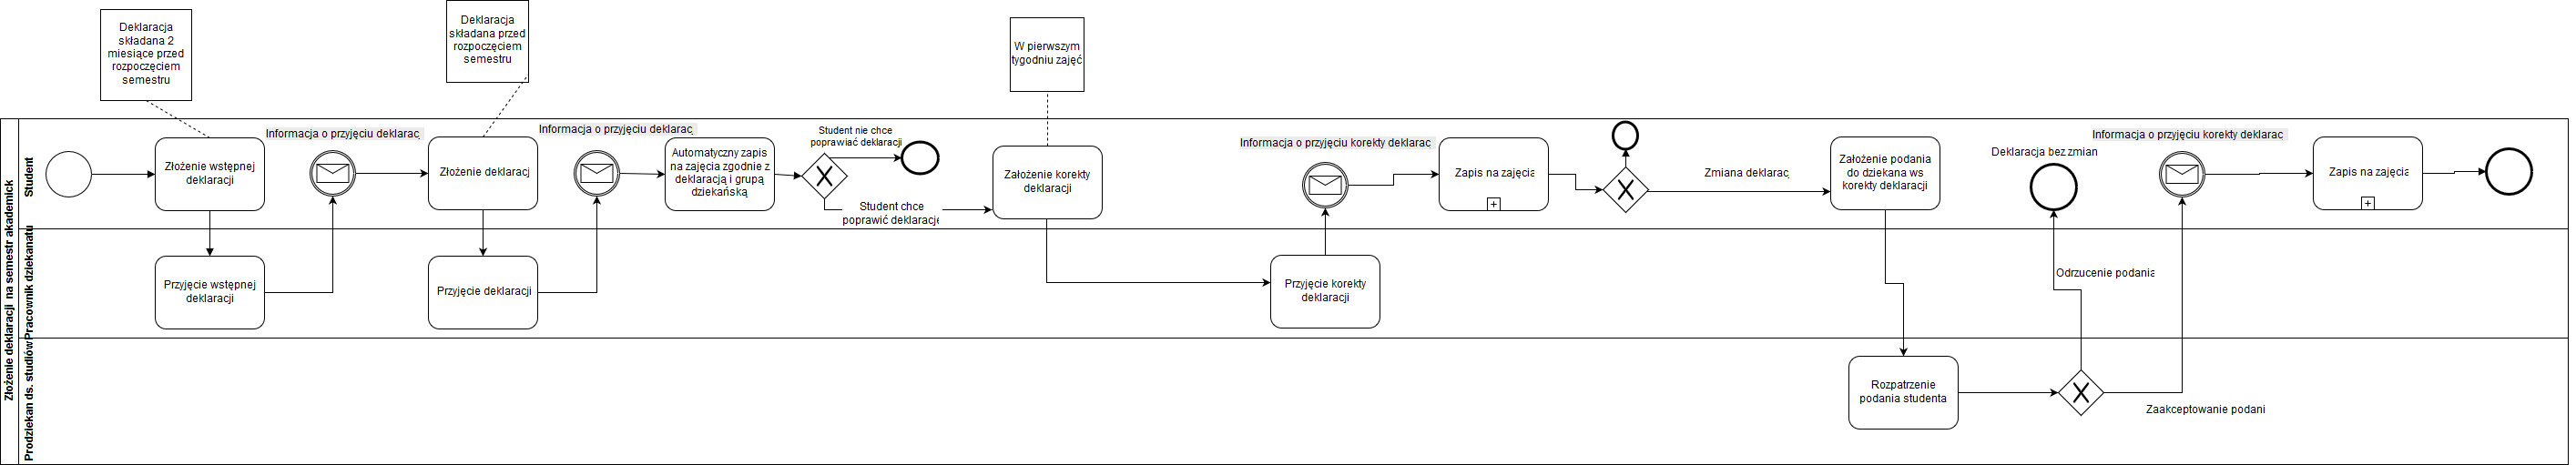 Deklaracja
składana 2
miesiące przed
rozpoczęciem
semestru
Deklaracja
składana przed
rozpoczęciem
semestru
W pierwszym
tygodniu zajęć
Złożenie deklaracji na semestr akademick
Student
Złożenie wstępnej
deklaracji
Informacja o przyjęciu deklarac
Złożenie deklaracj
Informacja o przyjęciu deklarac
Automatyczny zapis
na zajęcia zgodnie z
deklaracją i grupą
dziekańską
Student nie chce
poprawiać deklaracji
Student chce
poprawić deklarację
Założenie korekty
deklaracji
Informacja o przyjęciu korekty deklarac
Zapis na zajęcia
Zmiana deklarac
Założenie podania
do dziekana ws
korekty deklaracji
Deklaracja bez zmian
Informacja o przyjęciu korekty deklarac
Zapis na zajęcia
Pracownik dziekanatu
Przyjęcie wstępnej
deklaracji
Przyjęcie deklaracji
Przyjęcie korekty
deklaracji
Odrzucenie podania
Prodziekan ds. studiów
Rozpatrzenie
podania studenta
Zaakceptowanie podani